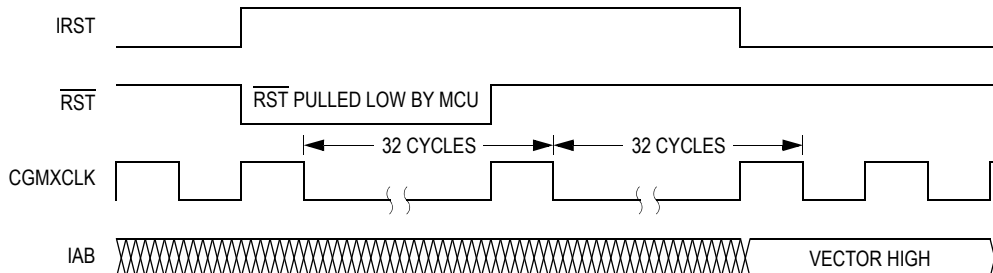 IRST
RST
RST PULLED LOW BY MCU
32 CYCLES
32 CYCLES
CGMXCLK
IAB
VECTOR HIGH